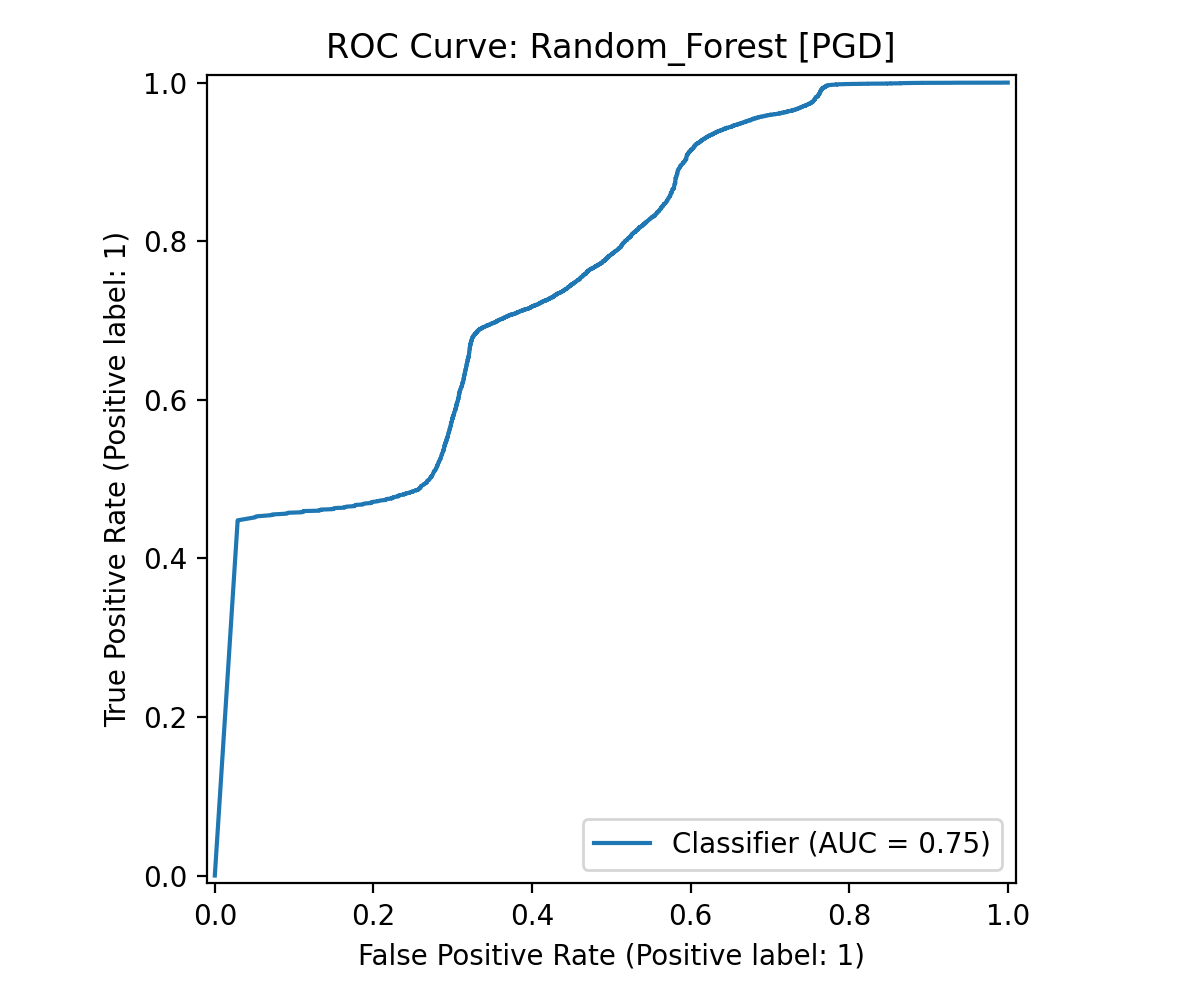 ROC Curve: Random_Forest [PGD]
1.0
0.8
0.6
0.4
0.2
0.0
True Positive Rate (Positive label: 1)
Classifier (AUC = 0.75)
0.0 0.2 0.4 0.6 0.8 1.0
False Positive Rate (Positive label: 1)